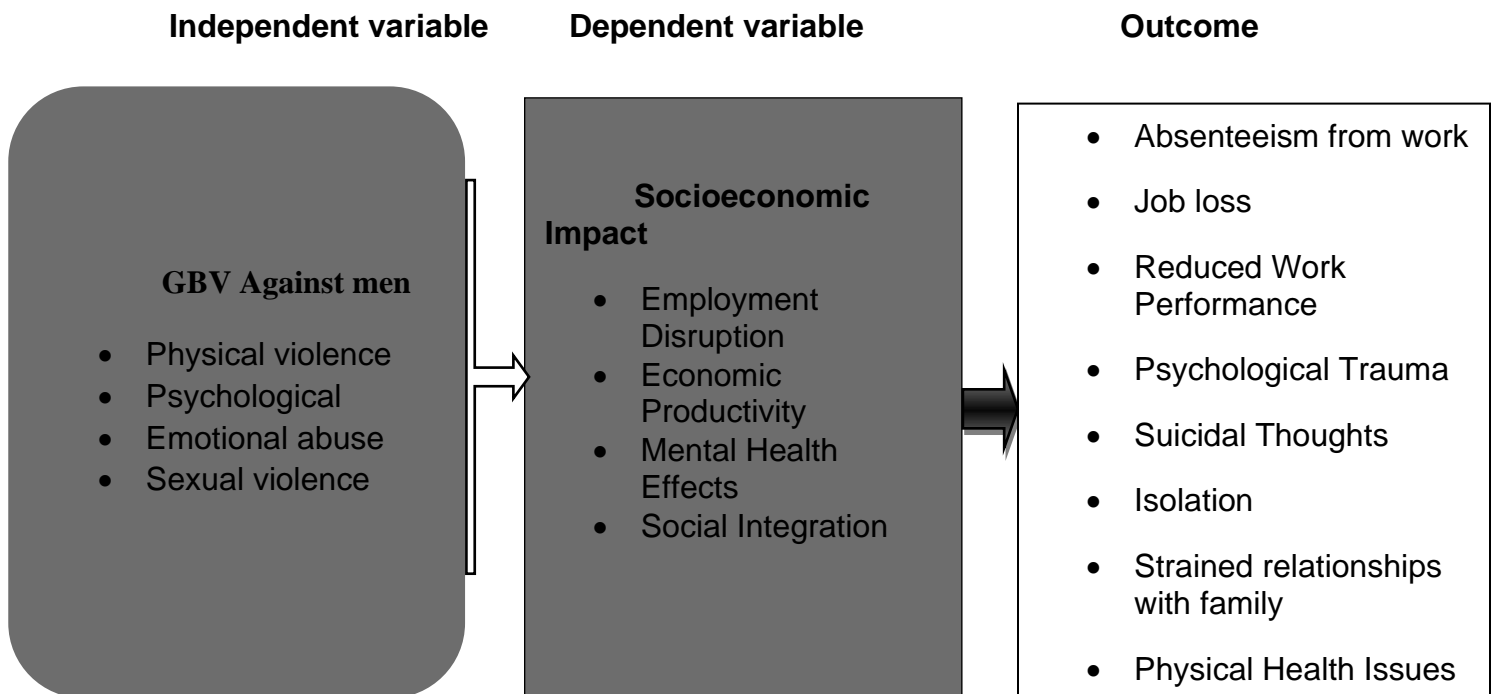 Independent variable Dependent variable Outcome
GBV Against men
• Physical violence
• Psychological
• Emotional abuse
• Sexual violence
Socioeconomic
Impact
• Employment
Disruption
• Economic
Productivity
• Mental Health
Effects
• Social Integration
• Absenteeism from work
• Job loss
• Reduced Work
Performance
• Psychological Trauma
• Suicidal Thoughts
• Isolation
• Strained relationships
with family
• Physical Health Issues